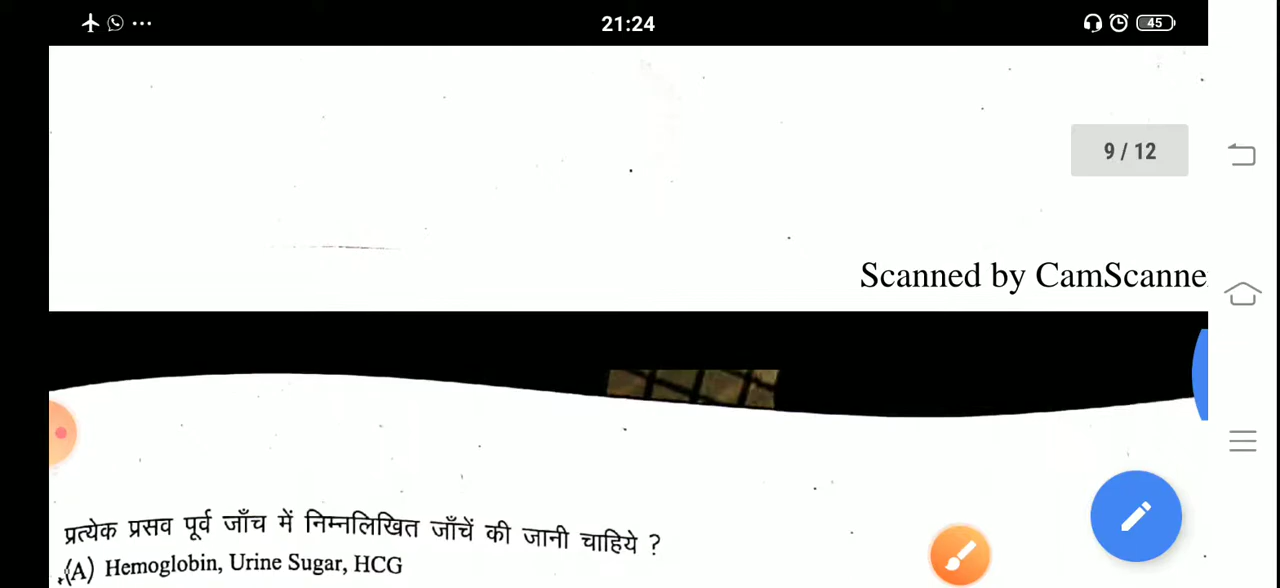 21:24
45
9 / 12
Scanned by CamScanne
प्रत्येक प्रसव पूर्व जाँच में निम्नलिखित जाँचें की जानी चाहिये ?
(A) Hemoglobin, Urine Sugar, HCG